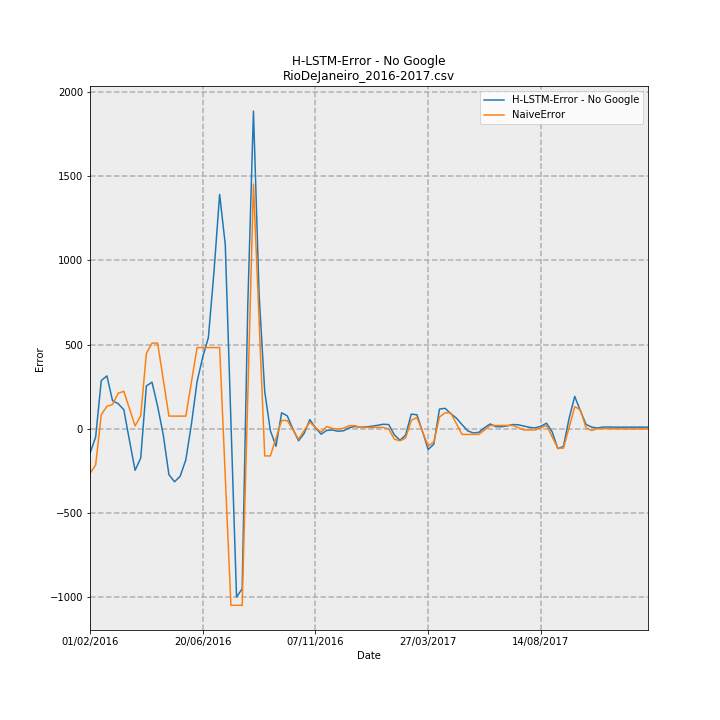 H-LSTM-Error - No Google
RioDeJaneiro_2016-2017.csv
H-LSTM-Error - No Google
NaiveError
2000
1500
1000
500
0
−500
−1000
Error
01/02/2016
20/06/2016
07/11/2016
27/03/2017
14/08/2017
Date